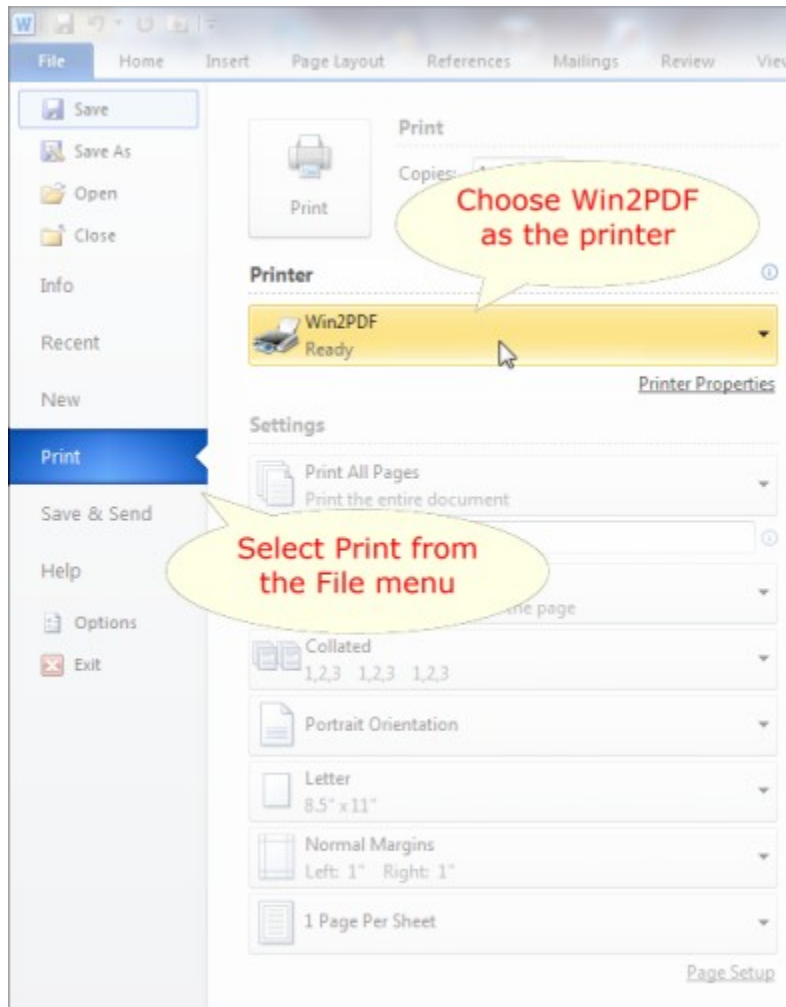 W
File Home Insert Page Layout References Mailings Review View
Save
Save As
Open
Close
Info
Recent
New
Print
Save & Send
Help
Options
Exit
Print
Print
Copies:
Choose Win2PDF
as the printer
Printer
Win2PDF
Ready
Printer Properties
Settings
Print All Pages
Print the entire document
Select Print from
the File menu
the page
Collated
1,2,3 1,2,3 1,2,3
Portrait Orientation
Letter
8.5" x 11"
Normal Margins
Left: 1" Right: 1"
1 Page Per Sheet
Page Setup